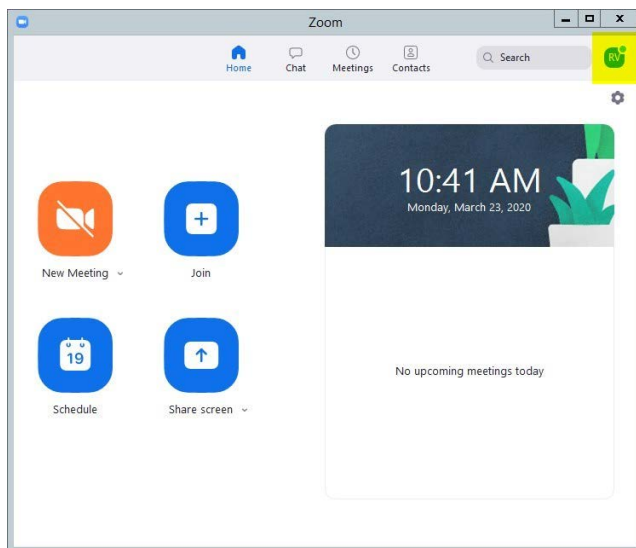 Zoom
Home
Chat
Meetings
Contacts
Search
RV
10:41 AM
Monday, March 23, 2020
New Meeting
Join
19
Schedule
Share screen
No upcoming meetings today